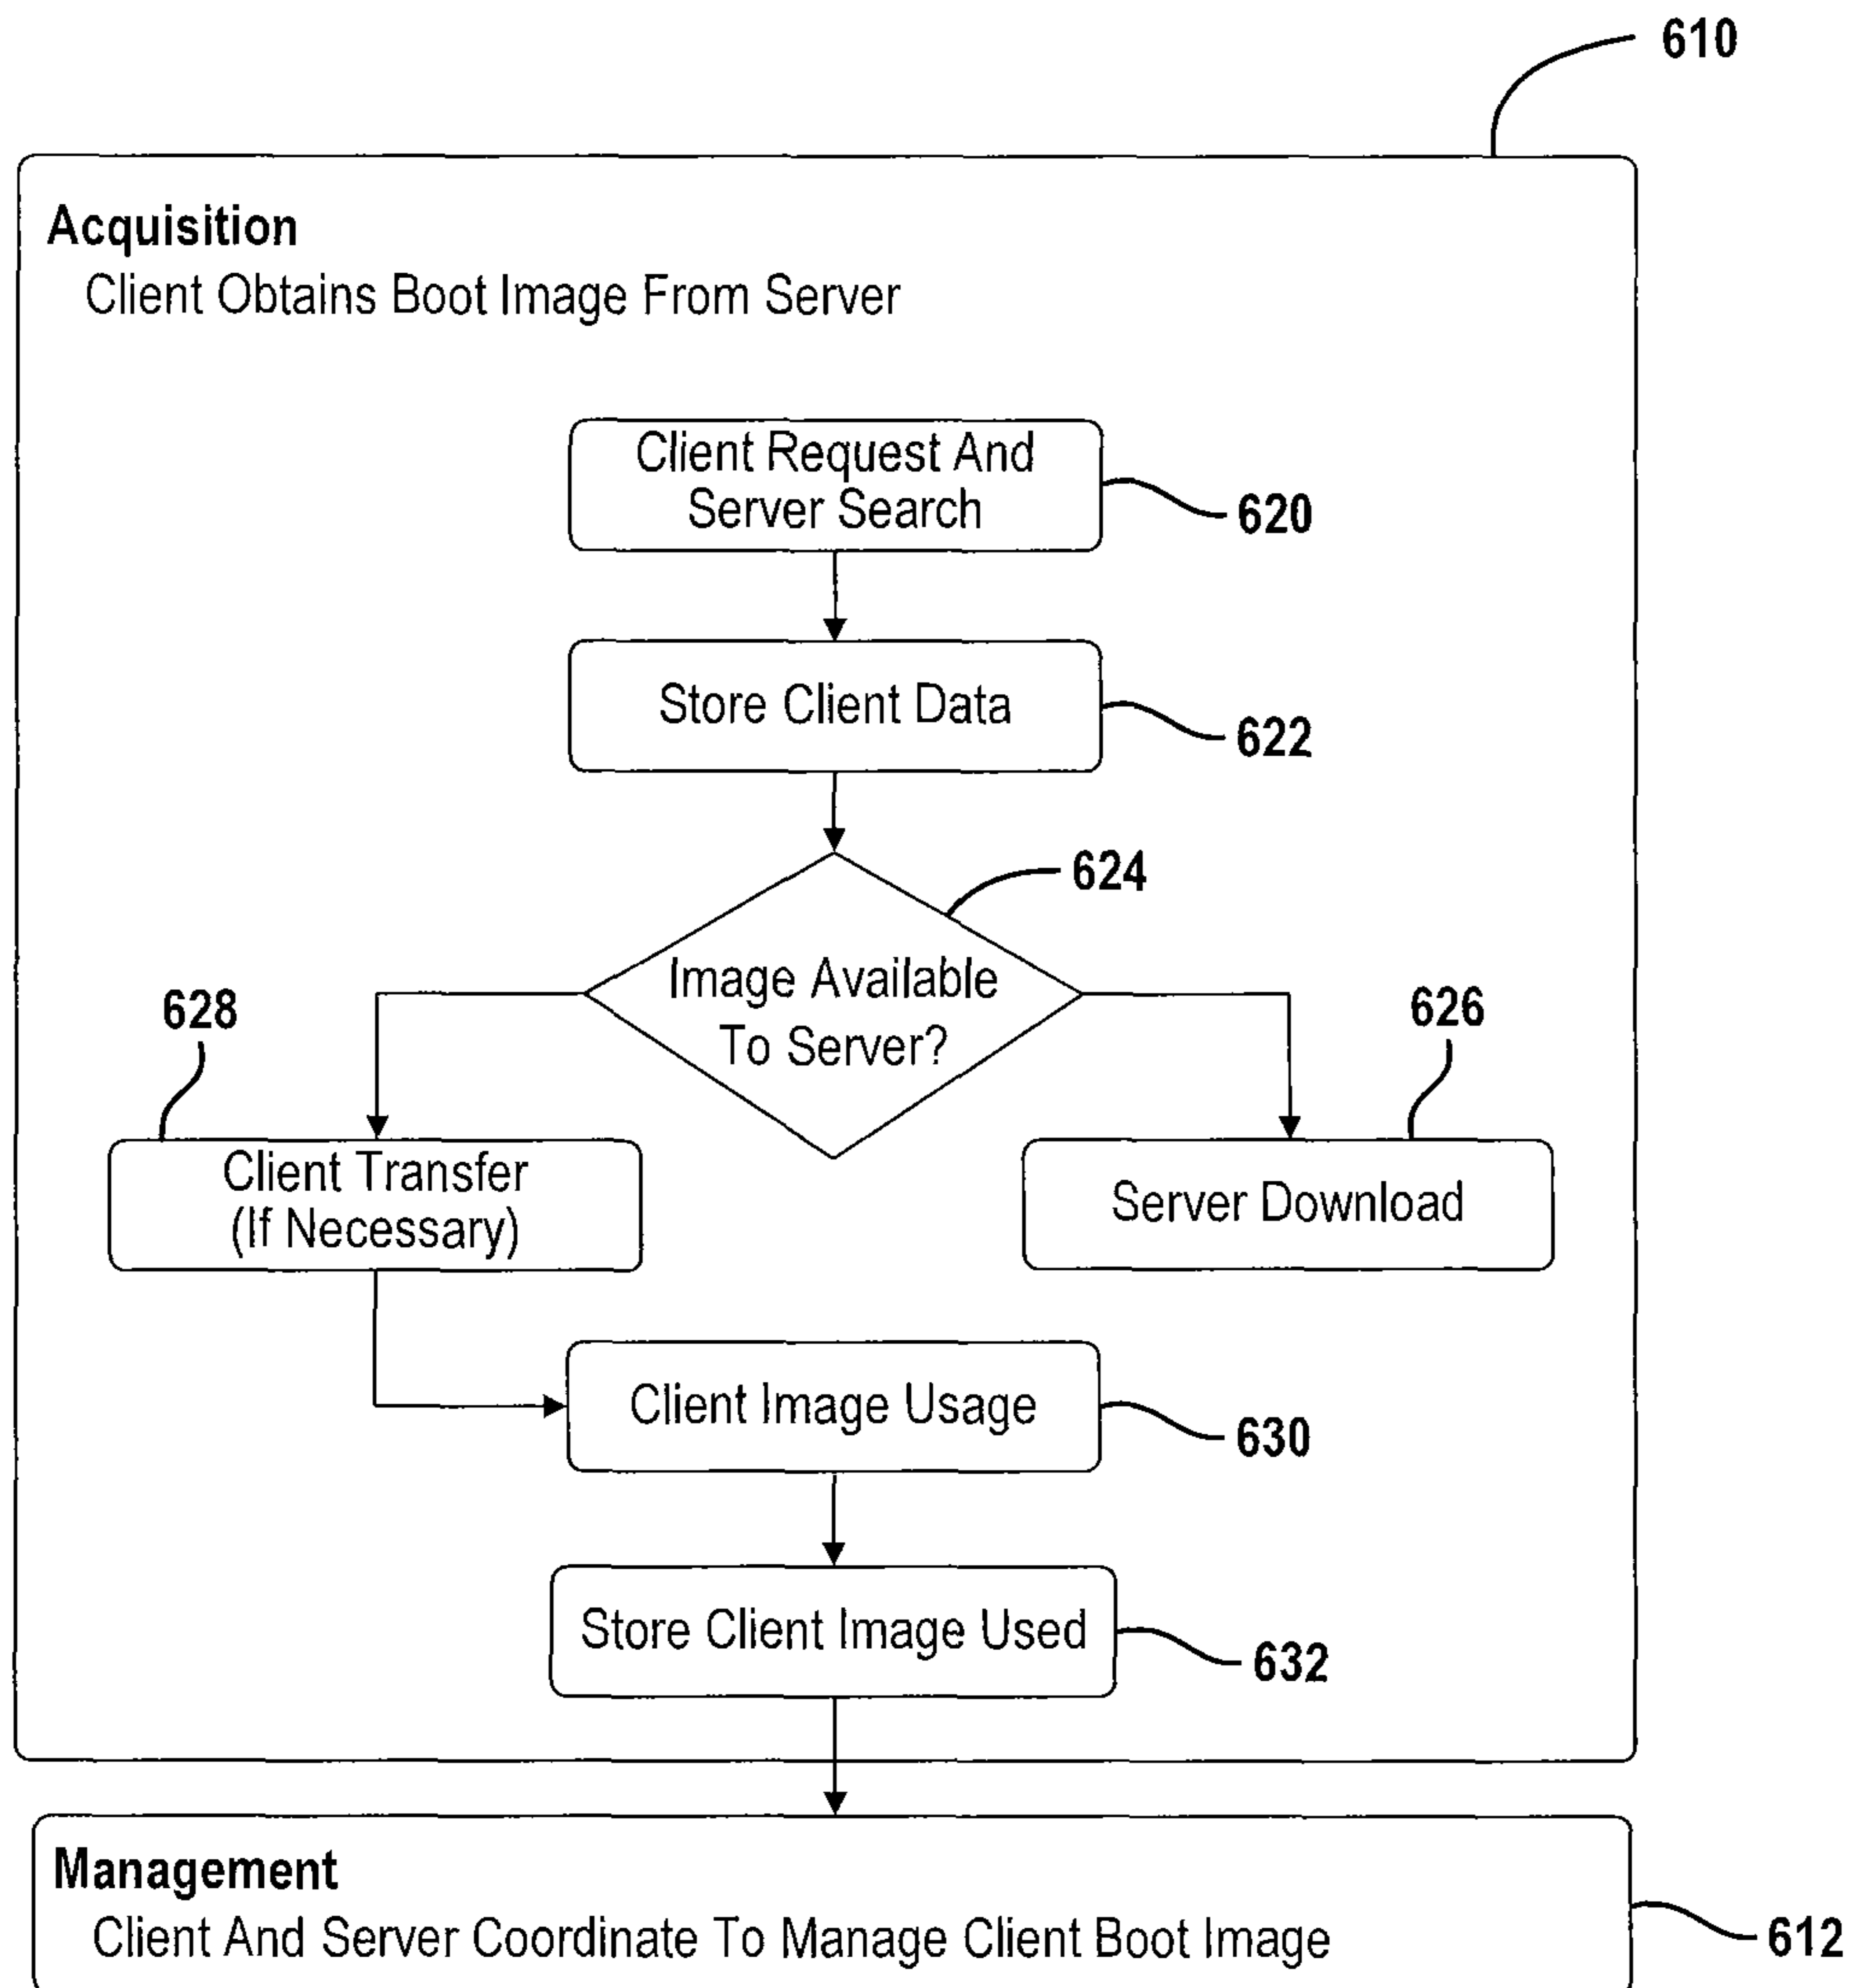 610
Acquisition
Client Obtains Boot Image From Server
Client Request And
Server Search
620
Store Client Data
622
624
Image Available
To Server?
628
626
Client Transfer
(If Necessary)
Server Download
Client Image Usage
630
Store Client Image Used
632
Management
Client And Server Coordinate To Manage Client Boot Image
612